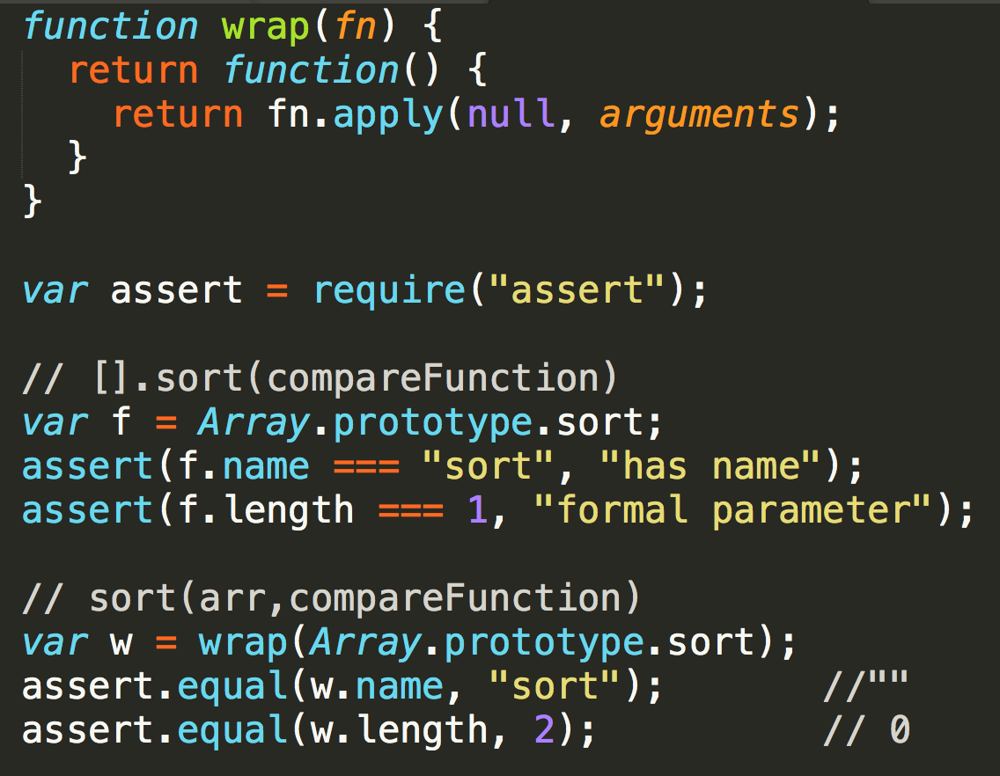 function wrap(fn) {
  return function() {
    return fn.apply(null, arguments);
  }
}

var assert = require("assert");

// [].sort(compareFunction)
var f = Array.prototype.sort;
assert(f.name === "sort", "has name");
assert(f.length === 1, "formal parameter");

// sort(arr,compareFunction)
var w = wrap(Array.prototype.sort);
assert.equal(w.name, "sort");       //""
assert.equal(w.length, 2);          // 0